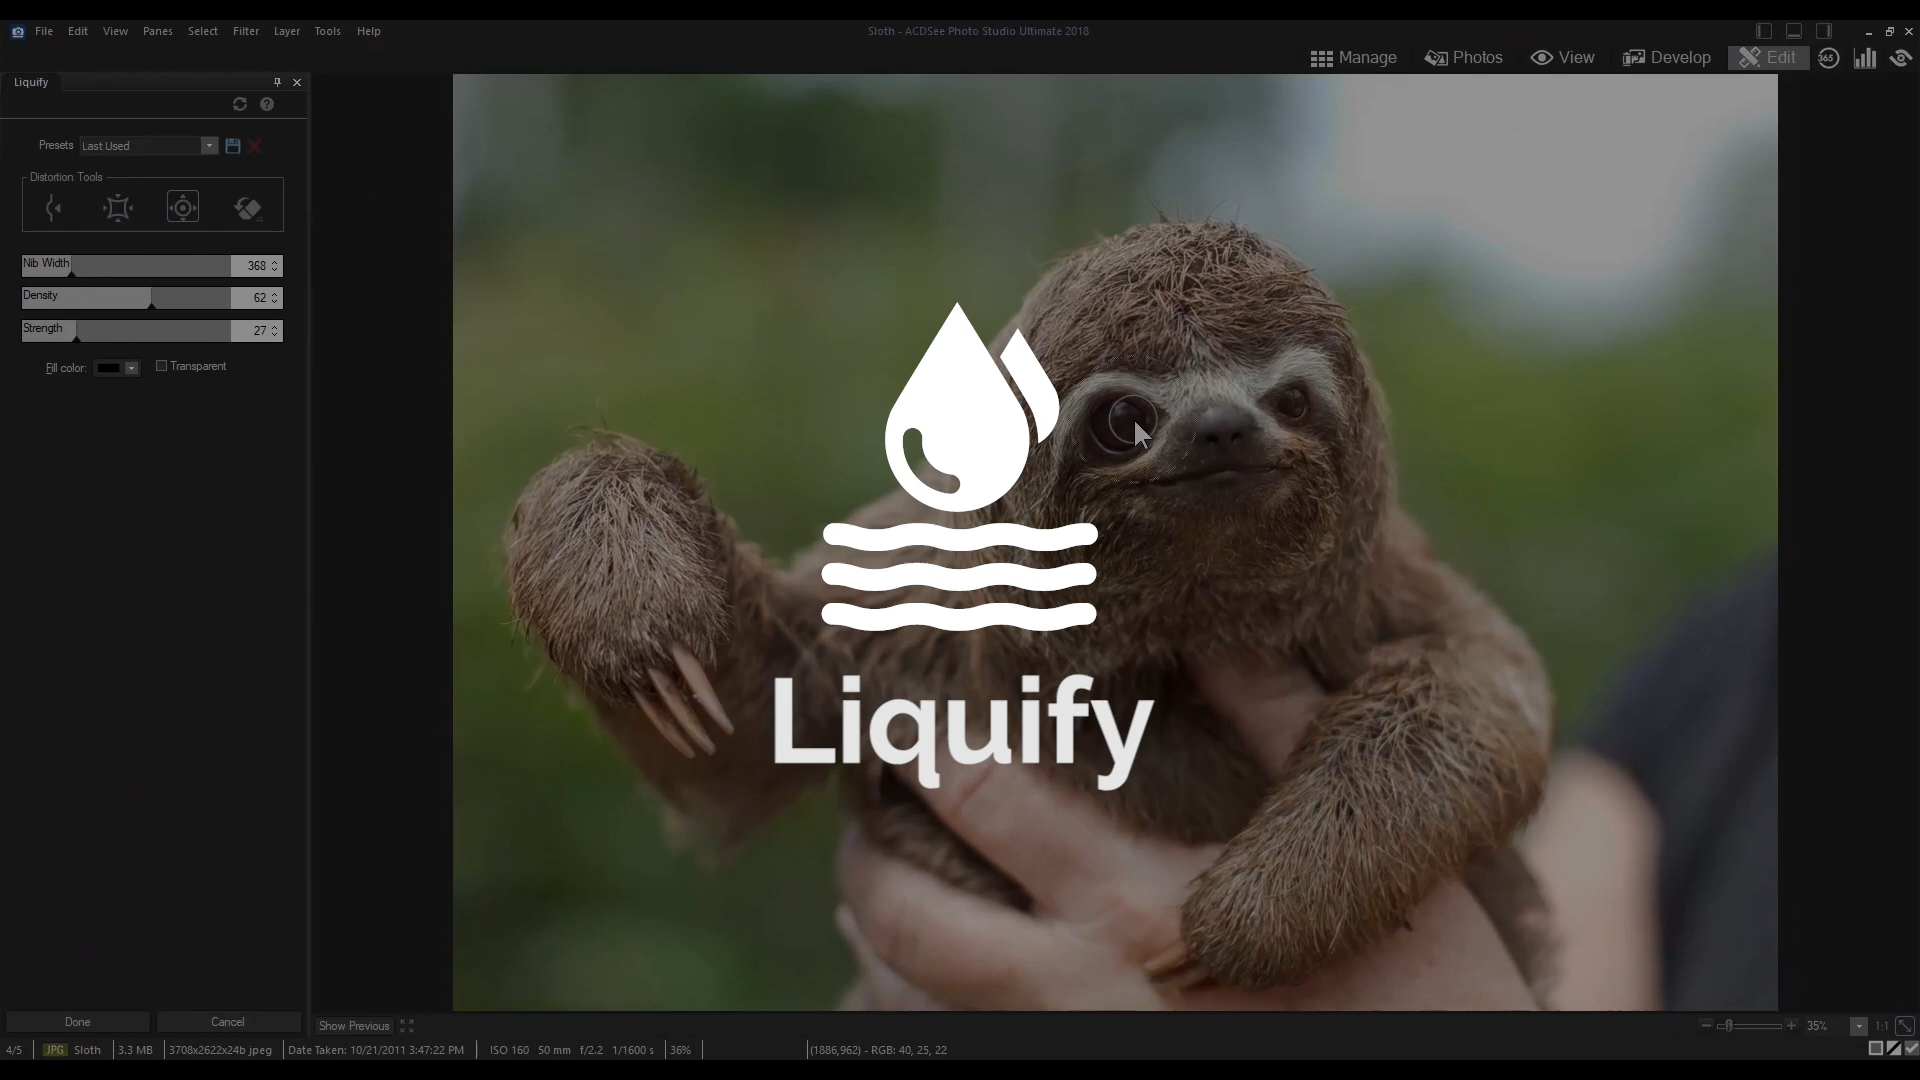 File Edit View Panes Select Filter Layer Tools Help
Sloth - ACDSee Photo Studio Ultimate 2018
Manage Photos View Develop Edit 365
Liquify
Presets Last Used
Distortion Tools
Nib Width 368
Density 62
Strength 27
Fill color: Transparent
Liquify
Done Cancel
Show Previous
35% 1:1
4/5 JPG Sloth 3.3 MB 3708x2622x24b jpeg Date Taken: 10/21/2011 3:47:22 PM ISO 160 50 mm f/2.2 1/1600 s 36% (1886,962) - RGB: 40, 25, 22